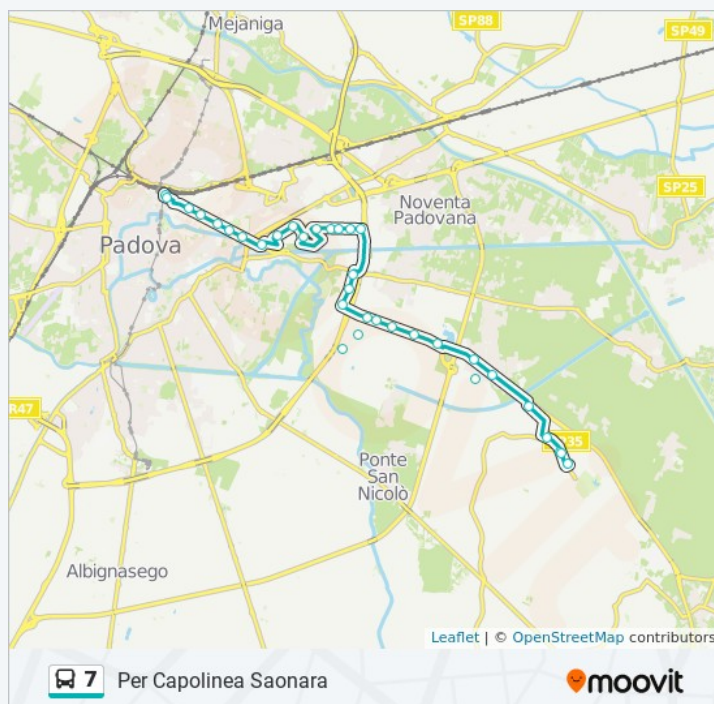 Mejaniga
SP88
SP49
SP25
Noventa
Padovana
Padova
R47
SP35
Ponte
San
Nicolò
Albignasego
Leaflet | © OpenStreetMap contributors
7 Per Capolinea Saonara
moovit